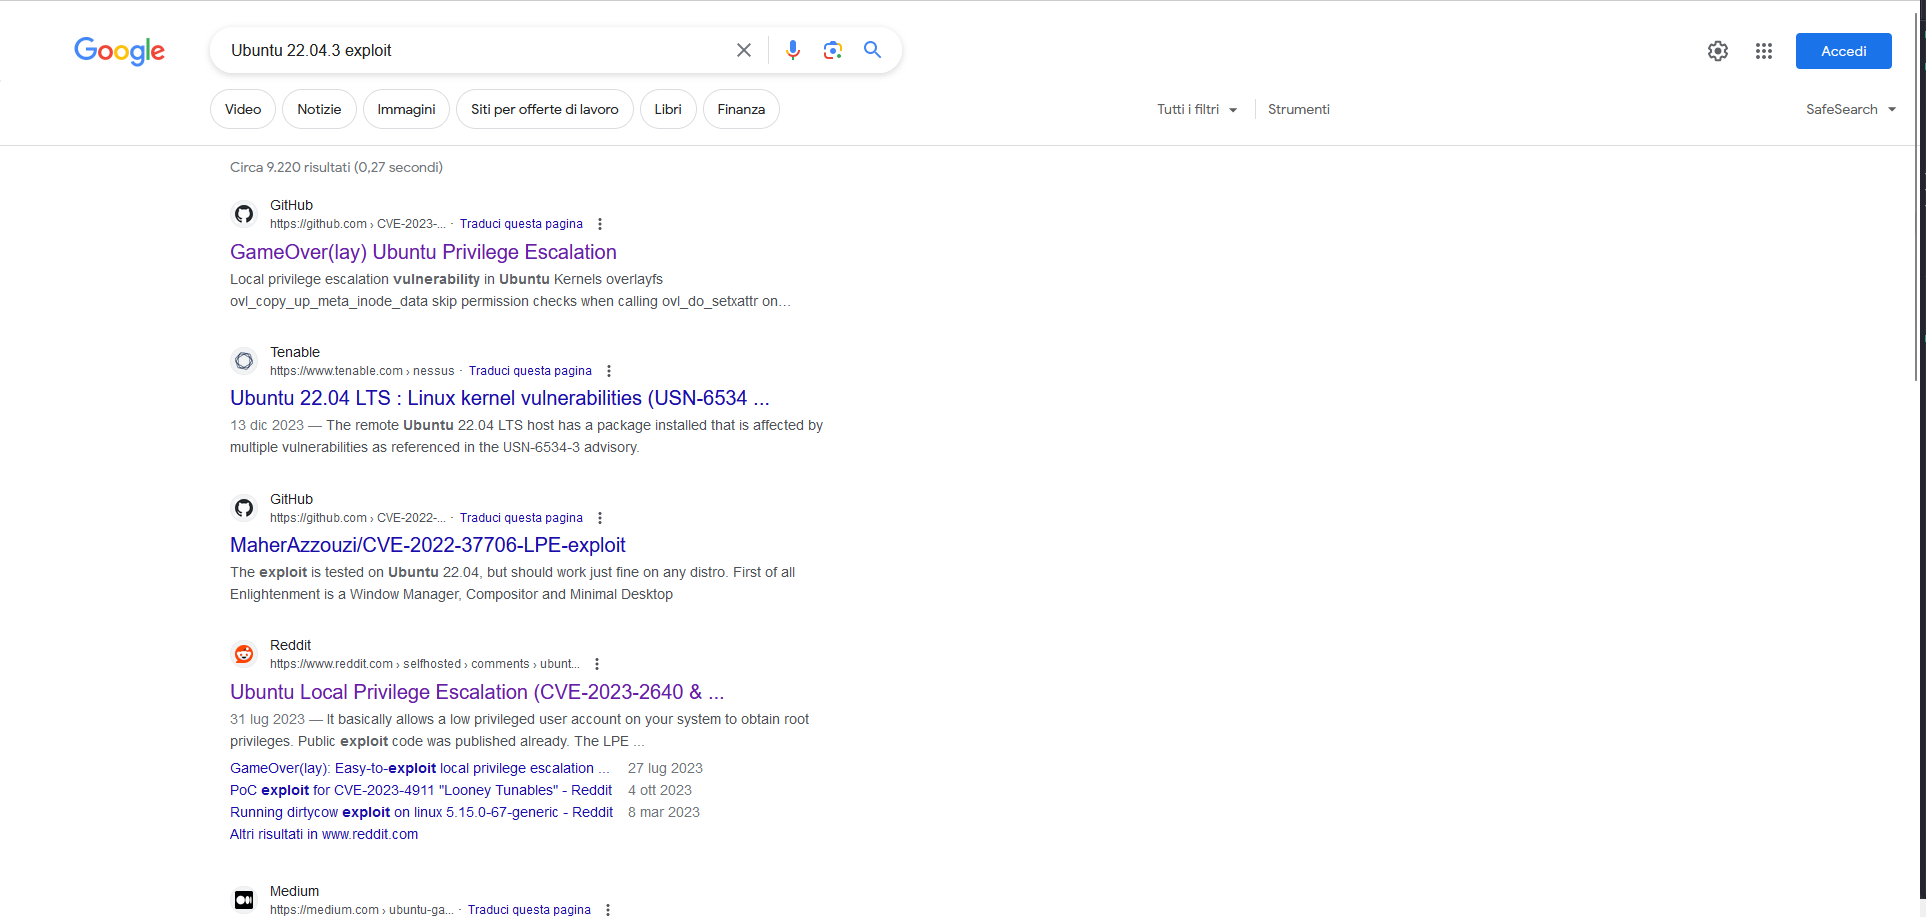 Google
Ubuntu 22.04.3 exploit
Accedi
Video
Notizie
Immagini
Siti per offerte di lavoro
Libri
Finanza
Tutti i filtri
Strumenti
SafeSearch
Circa 9.220 risultati (0,27 secondi)
GitHub
https://github.com › CVE-2023-... · Traduci questa pagina
GameOver(lay) Ubuntu Privilege Escalation
Local privilege escalation vulnerability in Ubuntu Kernels overlayfs
ovl_copy_up_meta_inode_data skip permission checks when calling ovl_do_setxattr on...
Tenable
https://www.tenable.com › nessus · Traduci questa pagina
Ubuntu 22.04 LTS : Linux kernel vulnerabilities (USN-6534 ...
13 dic 2023 — The remote Ubuntu 22.04 LTS host has a package installed that is affected by
multiple vulnerabilities as referenced in the USN-6534-3 advisory.
GitHub
https://github.com › CVE-2022-... · Traduci questa pagina
MaherAzzouzi/CVE-2022-37706-LPE-exploit
The exploit is tested on Ubuntu 22.04, but should work just fine on any distro. First of all
Enlightenment is a Window Manager, Compositor and Minimal Desktop
Reddit
https://www.reddit.com › selfhosted › comments › ubunt...
Ubuntu Local Privilege Escalation (CVE-2023-2640 & ...
31 lug 2023 — It basically allows a low privileged user account on your system to obtain root
privileges. Public exploit code was published already. The LPE ...
GameOver(lay): Easy-to-exploit local privilege escalation ... 27 lug 2023
PoC exploit for CVE-2023-4911 "Looney Tunables" - Reddit 4 ott 2023
Running dirtycow exploit on linux 5.15.0-67-generic - Reddit 8 mar 2023
Altri risultati in www.reddit.com
Medium
https://medium.com › ubuntu-ga... · Traduci questa pagina